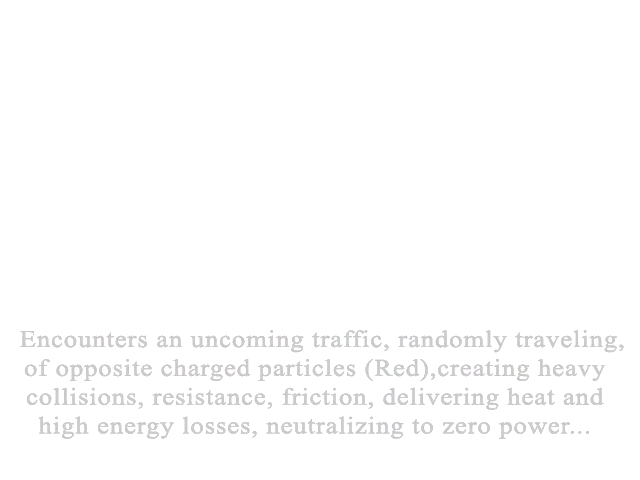 Encounters an uncoming traffic, randomly traveling,
of opposite charged particles (Red),creating heavy
collisions, resistance, friction, delivering heat and
high energy losses, neutralizing to zero power...